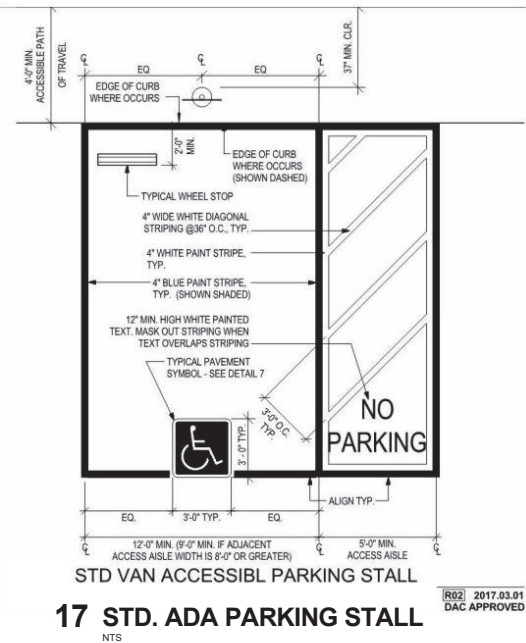 4'-0" MIN.
ACCESSIBLE PATH
OF TRAVEL
37" MIN. CLR.
℄
℄
℄
EQ
EQ
EDGE OF CURB
WHERE OCCURS
2'-0"
MIN.
EDGE OF CURB
WHERE OCCURS
(SHOWN DASHED)
TYPICAL WHEEL STOP
4" WIDE WHITE DIAGONAL
STRIPING @36" O.C., TYP.
4" WHITE PAINT STRIPE,
TYP.
4" BLUE PAINT STRIPE,
TYP. (SHOWN SHADED)
12" MIN. HIGH WHITE PAINTED
TEXT. MASK OUT STRIPING WHEN
TEXT OVERLAPS STRIPING
TYPICAL PAVEMENT
SYMBOL - SEE DETAIL 7
3'-0" O.C.
TYP.
3'-0" TYP.
NO
PARKING
ALIGN TYP.
EQ.
3'-0" TYP.
EQ.
℄
12'-0" MIN. (9'-0" MIN. IF ADJACENT
ACCESS AISLE WIDTH IS 8'-0" OR GREATER)
℄
5'-0" MIN.
ACCESS AISLE
℄
STD VAN ACCESSIBL PARKING STALL
R02 2017.03.01
DAC APPROVED
17 STD. ADA PARKING STALL
NTS